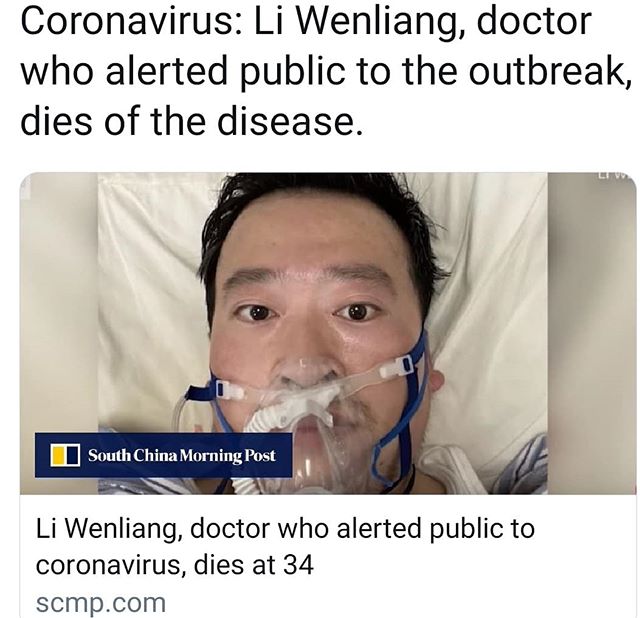 Coronavirus: Li Wenliang, doctor
who alerted public to the outbreak,
dies of the disease.
South China Morning Post
Li Wenliang, doctor who alerted public to
coronavirus, dies at 34
scmp.com